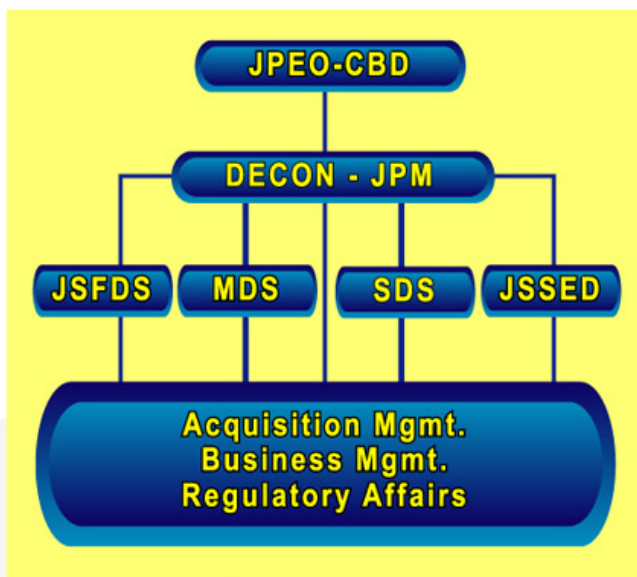 JPEO-CBD
DECON - JPM
JSFDS
MDS
SDS
JSSED
Acquisition Mgmt.
Business Mgmt.
Regulatory Affairs